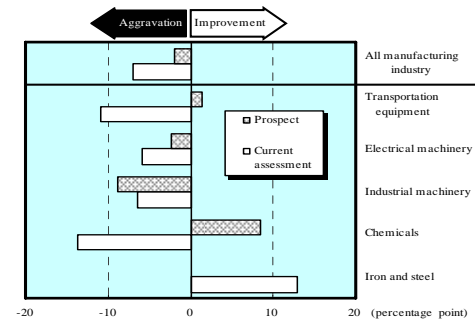 Aggravation Improvement
All manufacturing
industry
Transportation
equipment
Prospect
Current
assessment
Electrical machinery
Industrial machinery
Chemicals
Iron and steel
-20 -10 0 10 20 (percentage point)